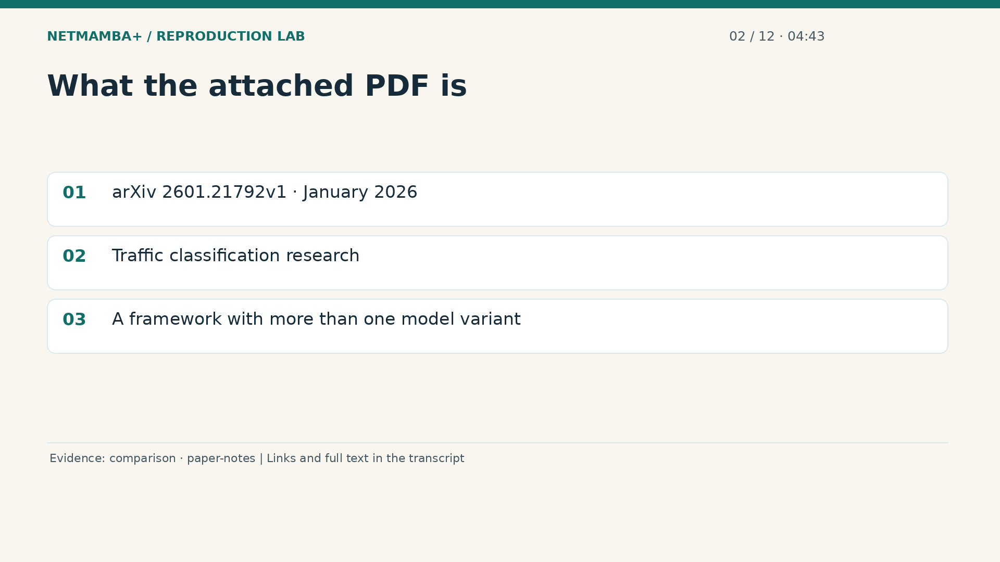 NETMAMBA+ / REPRODUCTION LAB
02 / 12 · 04:43
What the attached PDF is
01 arXiv 2601.21792v1 · January 2026
02 Traffic classification research
03 A framework with more than one model variant
Evidence: comparison · paper-notes | Links and full text in the transcript